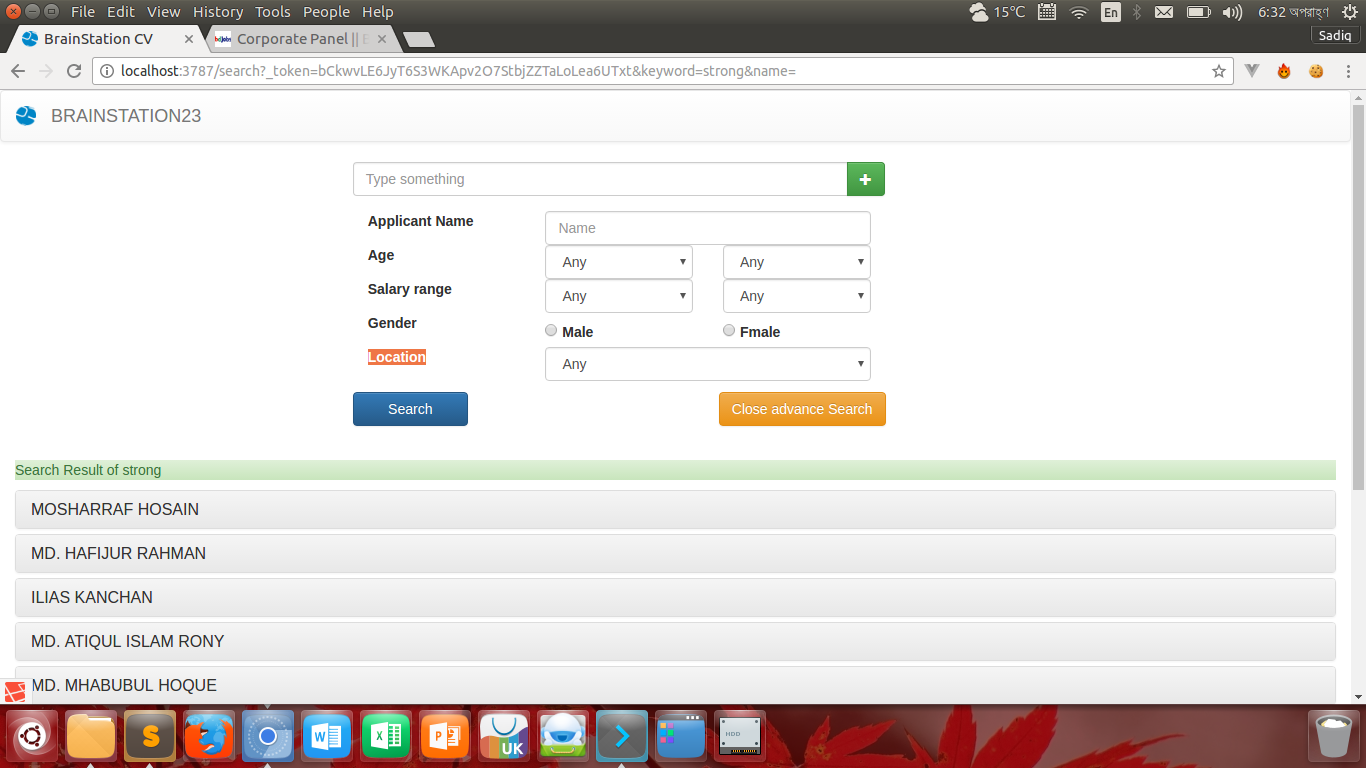 File Edit View History Tools People Help 15°C En 6:32 অপরাহ্ণ
BrainStation CV Corporate Panel || Sadiq
localhost:3787/search?_token=bCkwvLE6JyT6S3WKApv2O7StbjZZTaLoLea6UTxt&keyword=strong&name=
BRAINSTATION23
Type something
Applicant Name Name
Age Any Any
Salary range Any Any
Gender Male Fmale
Location Any
Search Close advance Search
Search Result of strong
MOSHARRAF HOSAIN
MD. HAFIJUR RAHMAN
ILIAS KANCHAN
MD. ATIQUL ISLAM RONY
MD. MHABUBUL HOQUE
S W X P UK HDD